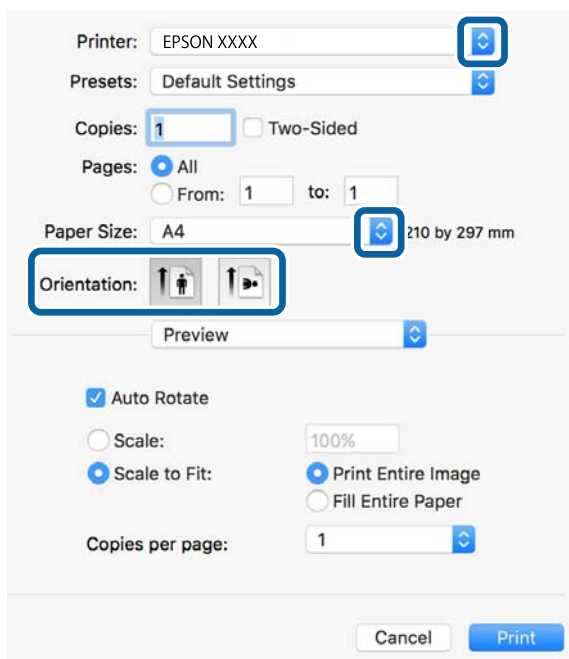 Printer: EPSON XXXX
Presets: Default Settings
Copies: 1 Two-Sided
Pages: All
From: 1 to: 1
Paper Size: A4 210 by 297 mm
Orientation:
Preview
Auto Rotate
Scale: 100%
Scale to Fit: Print Entire Image
Fill Entire Paper
Copies per page: 1
Cancel Print